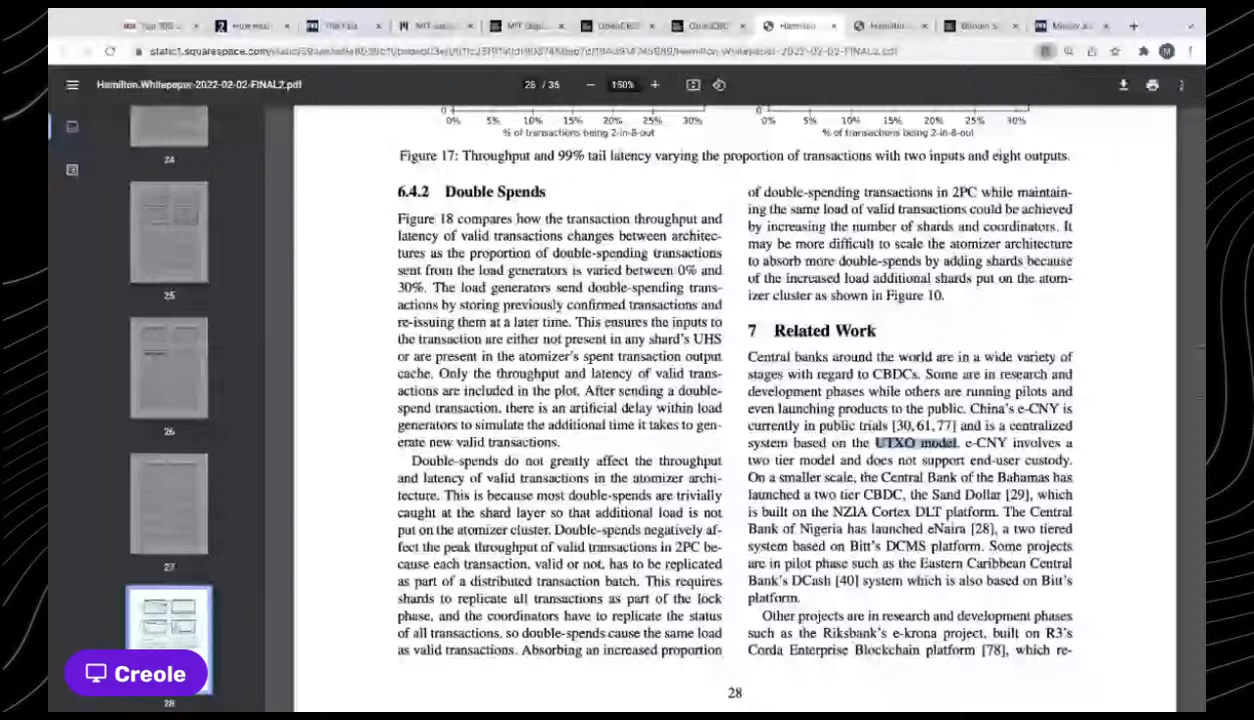 How
MIT
static1.squarespace.com
Hamilton.Whitepaper-2022-02-02-FINAL2.pdf
28 / 35
150%
24
25
26
27
28
0
0% 5% 10% 15% 20% 25% 30%
% of transactions being 2-in-8-out
0
0% 5% 10% 15% 20% 25% 30%
% of transactions being 2-in-8-out
Figure 17: Throughput and 99% tail latency varying the proportion of transactions with two inputs and eight outputs.
6.4.2 Double Spends
Figure 18 compares how the transaction throughput and
latency of valid transactions changes between architec-
tures as the proportion of double-spending transactions
sent from the load generators is varied between 0% and
30%. The load generators send double-spending trans-
actions by storing previously confirmed transactions and
re-issuing them at a later time. This ensures the inputs to
the transaction are either not present in any shard's UHS
or are present in the atomizer's spent transaction output
cache. Only the throughput and latency of valid trans-
actions are included in the plot. After sending a double-
spend transaction, there is an artificial delay within load
generators to simulate the additional time it takes to gen-
erate new valid transactions.
Double-spends do not greatly affect the throughput
and latency of valid transactions in the atomizer archi-
tecture. This is because most double-spends are trivially
caught at the shard layer so that additional load is not
put on the atomizer cluster. Double-spends negatively af-
fect the peak throughput of valid transactions in 2PC be-
cause each transaction, valid or not, has to be replicated
as part of a distributed transaction batch. This requires
shards to replicate all transactions as part of the lock
phase, and the coordinators have to replicate the status
of all transactions, so double-spends cause the same load
as valid transactions. Absorbing an increased proportion
of double-spending transactions in 2PC while maintain-
ing the same load of valid transactions could be achieved
by increasing the number of shards and coordinators. It
may be more difficult to scale the atomizer architecture
to absorb more double-spends by adding shards because
of the increased load additional shards put on the atom-
izer cluster as shown in Figure 10.
7 Related Work
Central banks around the world are in a wide variety of
stages with regard to CBDCs. Some are in research and
development phases while others are running pilots and
even launching products to the public. China's e-CNY is
currently in public trials [30,61,77] and is a centralized
system based on the UTXO model. e-CNY involves a
two tier model and does not support end-user custody.
On a smaller scale, the Central Bank of the Bahamas has
launched a two tier CBDC, the Sand Dollar [29], which
is built on the NZIA Cortex DLT platform. The Central
Bank of Nigeria has launched eNaira [28], a two tiered
system based on Bitt's DCMS platform. Some projects
are in pilot phase such as the Eastern Caribbean Central
Bank's DCash [40] system which is also based on Bitt's
platform.
Other projects are in research and development phases
such as the Riksbank's e-krona project, built on R3's
Corda Enterprise Blockchain platform [78], which re-
28
Creole